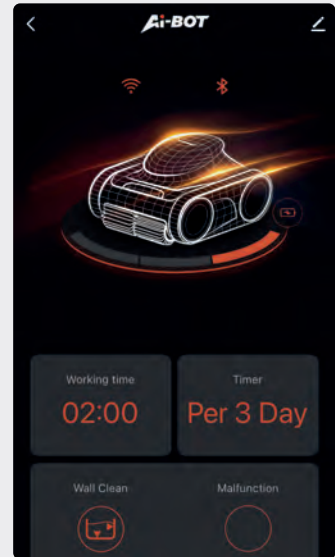 Ai-BOT
Working time
Timer
02:00
Per 3 Day
Wall Clean
Malfunction